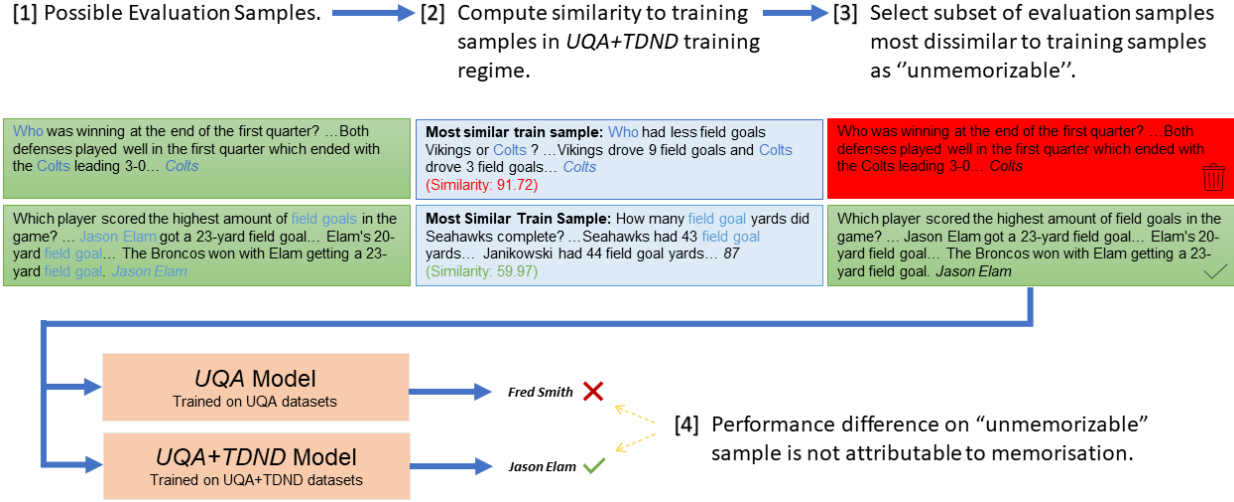 [1] Possible Evaluation Samples.
[2] Compute similarity to training
samples in UQA+TDND training
regime.
[3] Select subset of evaluation samples
most dissimilar to training samples
as ‘‘unmemorizable’’.
Who was winning at the end of the first quarter? …Both
defenses played well in the first quarter which ended with
the Colts leading 3-0… Colts
Most similar train sample: Who had less field goals
Vikings or Colts ? …Vikings drove 9 field goals and Colts
drove 3 field goals… Colts
(Similarity: 91.72)
Who was winning at the end of the first quarter? …Both
defenses played well in the first quarter which ended with
the Colts leading 3-0… Colts
Which player scored the highest amount of field goals in the
game? … Jason Elam got a 23-yard field goal… Elam's 20-
yard field goal… The Broncos won with Elam getting a 23-
yard field goal. Jason Elam
Most Similar Train Sample: How many field goal yards did
Seahawks complete? …Seahawks had 43 field goal
yards… Janikowski had 44 field goal yards… 87
(Similarity: 59.97)
Which player scored the highest amount of field goals in the
game? … Jason Elam got a 23-yard field goal… Elam's 20-
yard field goal… The Broncos won with Elam getting a 23-
yard field goal. Jason Elam
UQA Model
Trained on UQA datasets
Fred Smith
UQA+TDND Model
Trained on UQA+TDND datasets
Jason Elam
[4] Performance difference on “unmemorizable”
sample is not attributable to memorisation.